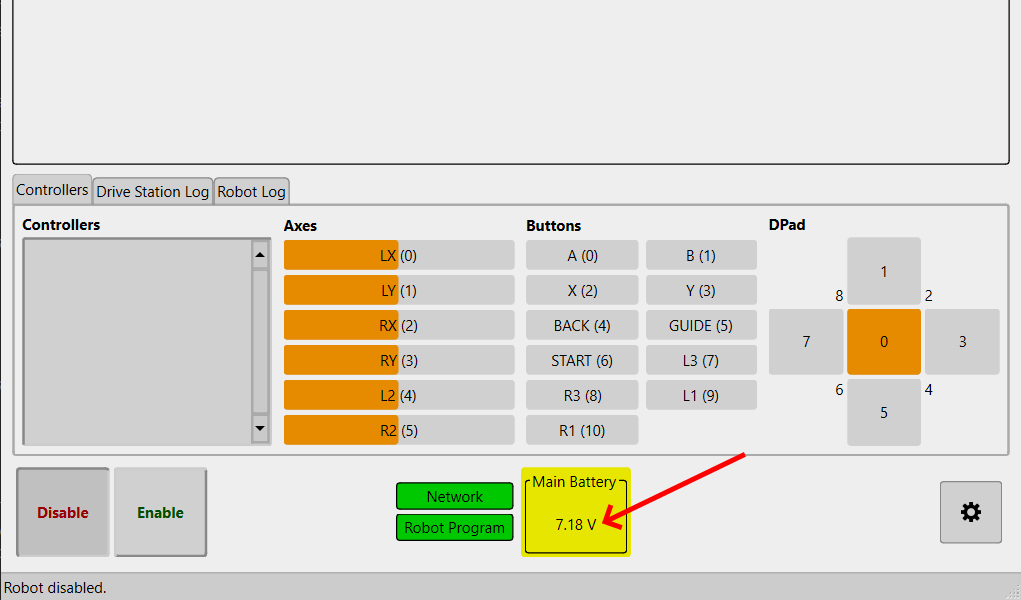 Controllers Drive Station Log Robot Log
Controllers
Axes
LX (0)
LY (1)
RX (2)
RY (3)
L2 (4)
R2 (5)
Buttons
A (0) B (1)
X (2) Y (3)
BACK (4) GUIDE (5)
START (6) L3 (7)
R3 (8) L1 (9)
R1 (10)
DPad
1
8 2
7 0 3
6 4
5
Disable
Enable
Network
Robot Program
Main Battery
7.18 V
Robot disabled.